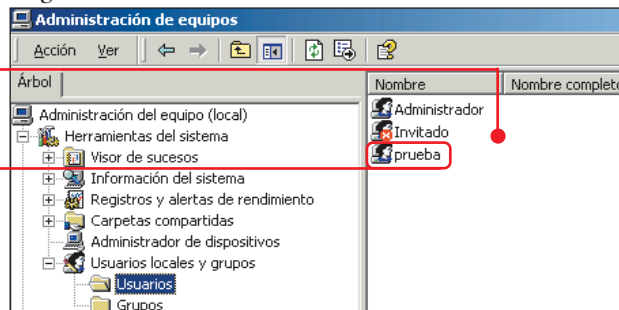 Administración de equipos
Acción Ver
Árbol
Nombre Nombre completo
Administración del equipo (local)
Herramientas del sistema
Visor de sucesos
Información del sistema
Registros y alertas de rendimiento
Carpetas compartidas
Administrador de dispositivos
Usuarios locales y grupos
Usuarios
Grupos
Administrador
Invitado
prueba